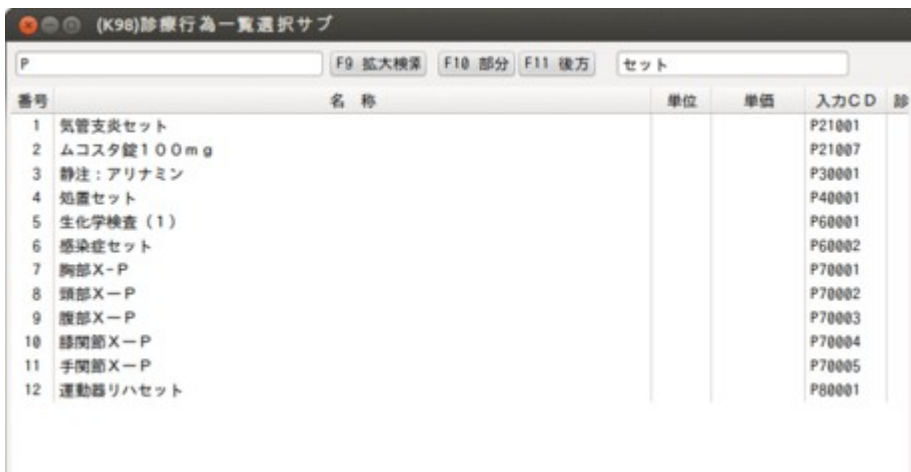 (K98)診療行為一覧選択サブ
P F9 拡大検索 F10 部分 F11 後方 セット
番号 名 称 単位 単価 入力CD 診
1 気管支炎セット P21001
2 ムコスタ錠100mg P21007
3 静注:アリナミン P30001
4 処置セット P40001
5 生化学検査(1) P60001
6 感染症セット P60002
7 胸部X-P P70001
8 頭部X-P P70002
9 腹部X-P P70003
10 膝関節X-P P70004
11 手関節X-P P70005
12 運動器リハセット P80001